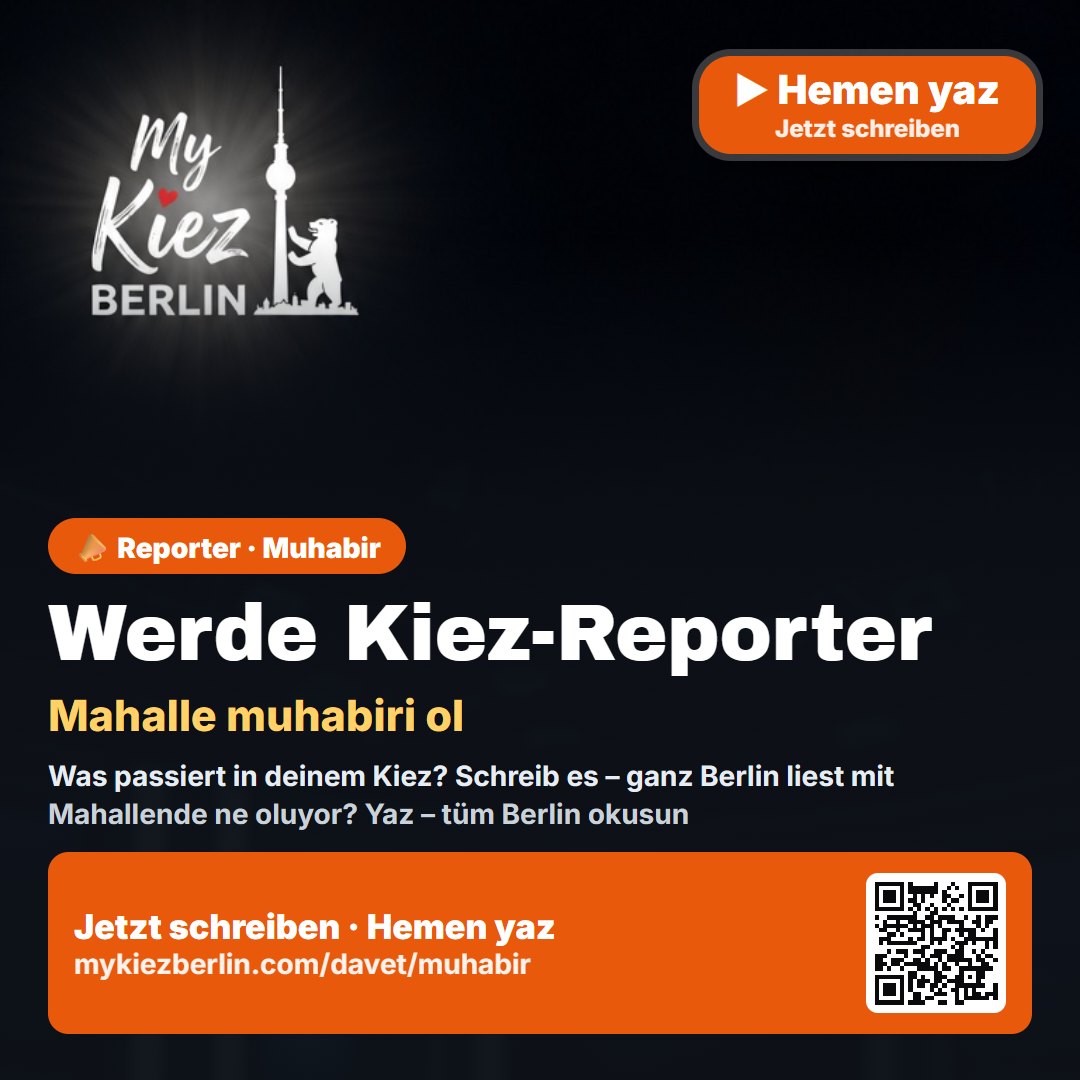 My
Kiez
BERLIN
Hemen yaz
Jetzt schreiben
Reporter · Muhabir
Werde Kiez-Reporter
Mahalle muhabiri ol
Was passiert in deinem Kiez? Schreib es – ganz Berlin liest mit
Mahallende ne oluyor? Yaz – tüm Berlin okusun
Jetzt schreiben · Hemen yaz
mykiezberlin.com/davet/muhabir